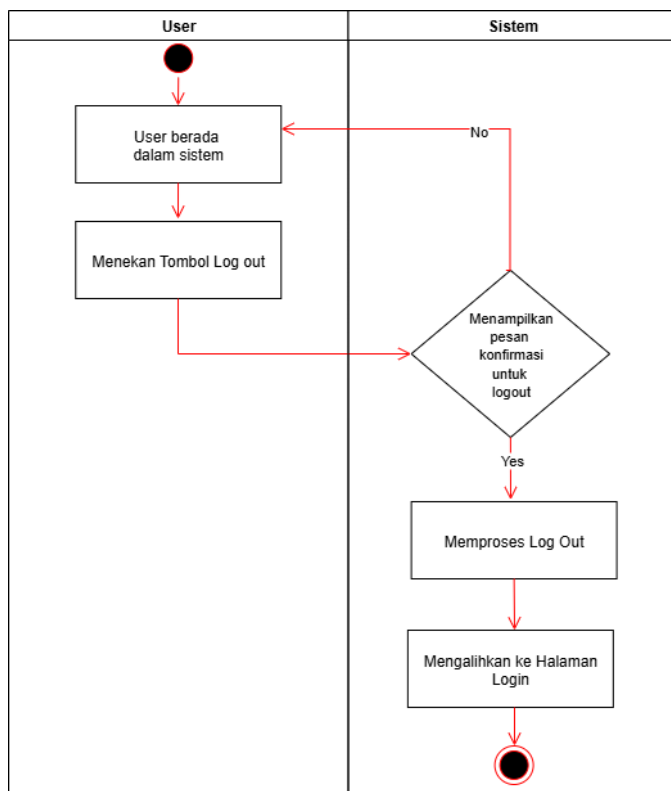 User
Sistem
User berada
dalam sistem
No
Menekan Tombol Log out
Menampilkan
pesan
konfirmasi
untuk
logout
Yes
Memproses Log Out
Mengalihkan ke Halaman
Login